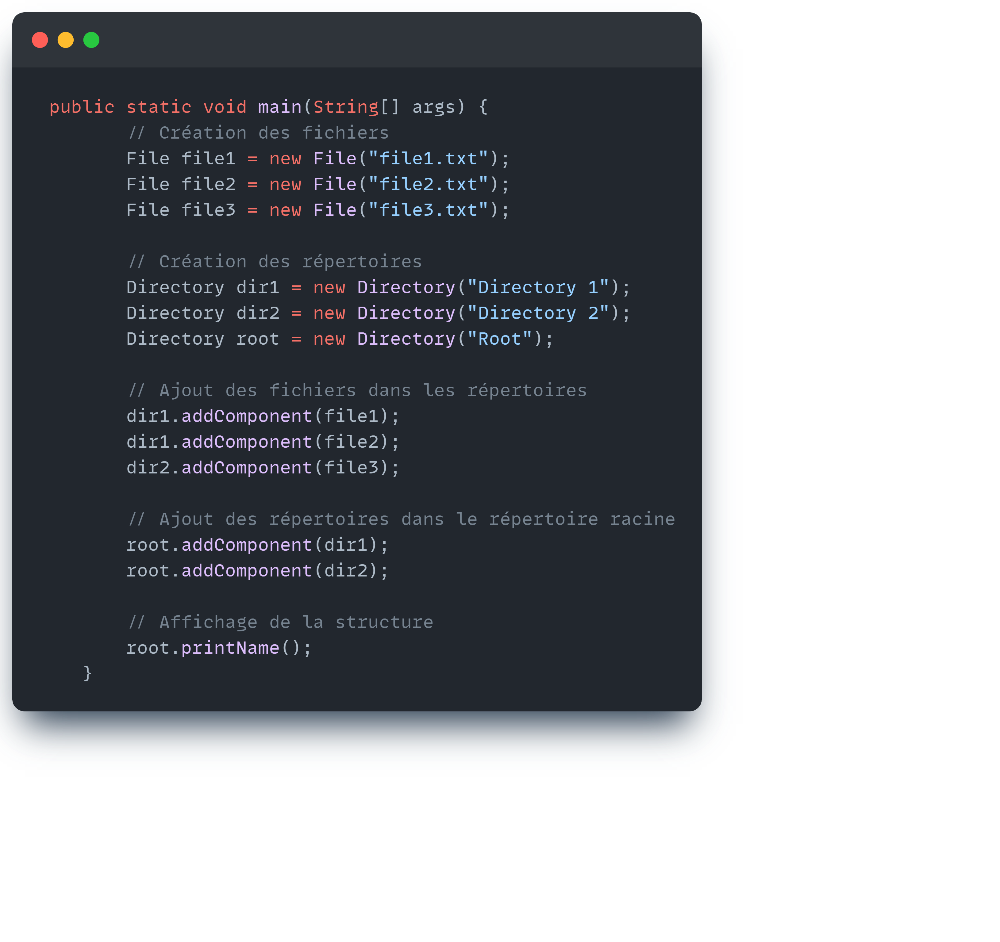 public static void main(String[] args) {
// Création des fichiers
File file1 = new File("file1.txt");
File file2 = new File("file2.txt");
File file3 = new File("file3.txt");
// Création des répertoires
Directory dir1 = new Directory("Directory 1");
Directory dir2 = new Directory("Directory 2");
Directory root = new Directory("Root");
// Ajout des fichiers dans les répertoires
dir1.addComponent(file1);
dir1.addComponent(file2);
dir2.addComponent(file3);
// Ajout des répertoires dans le répertoire racine
root.addComponent(dir1);
root.addComponent(dir2);
// Affichage de la structure
root.printName();
}